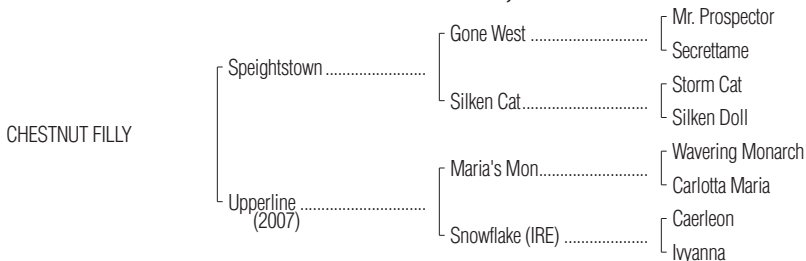 Mr. Prospector
Gone West ..............................
Secrettame
Speightstown ..........................
Storm Cat
Silken Cat................................
Silken Doll
CHESTNUT FILLY
Wavering Monarch
Maria's Mon............................
Carlotta Maria
Upperline ................................
(2007)
Caerleon
Snowflake (IRE) .....................
Ivyanna